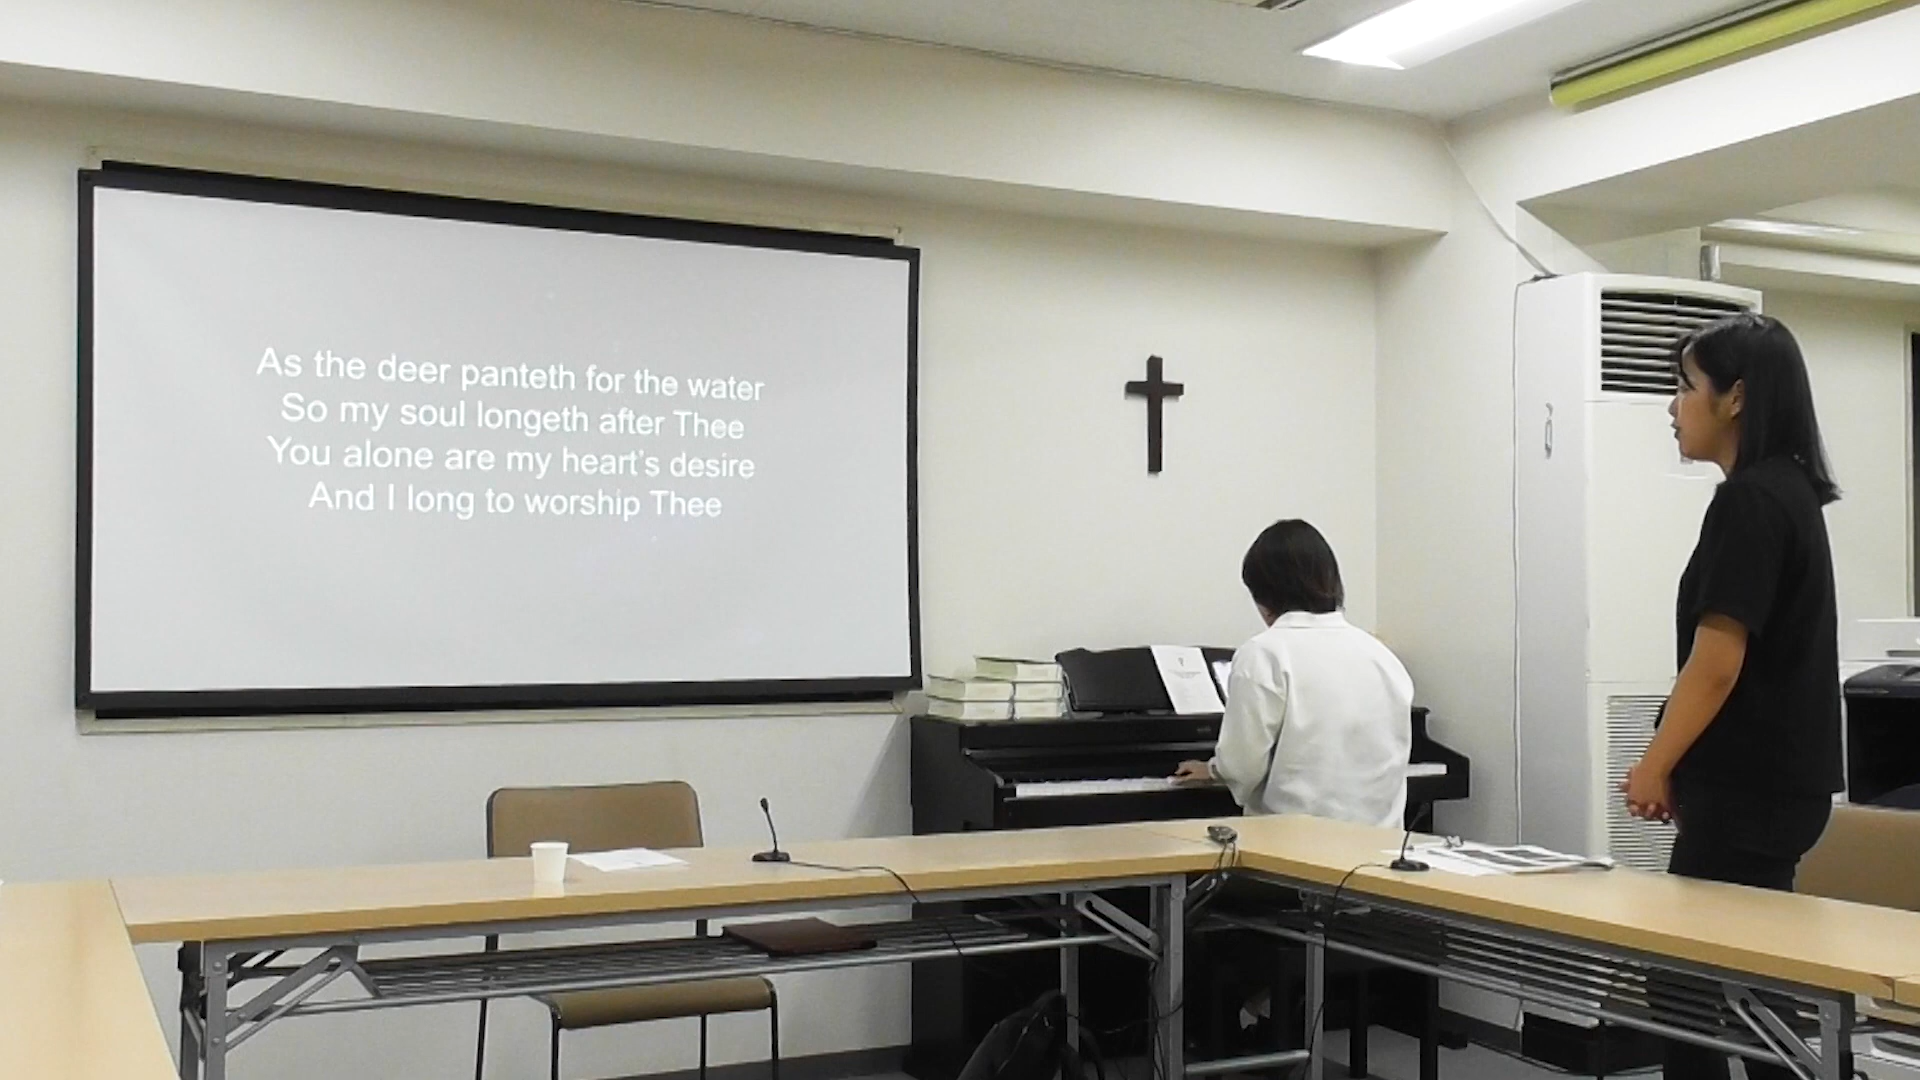 As the deer panteth for the water
So my soul longeth after Thee
You alone are my heart's desire
And I long to worship Thee